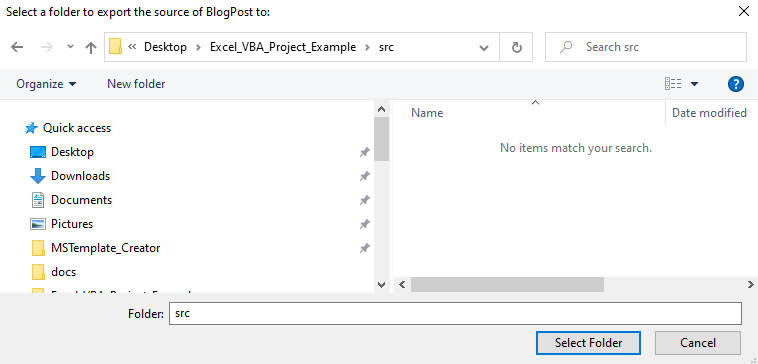 Select a folder to export the source of BlogPost to:
« Desktop > Excel_VBA_Project_Example > src
Search src
Organize
New folder
?
Name
Date modified
Quick access
No items match your search.
Desktop
Downloads
Documents
Pictures
MSTemplate_Creator
docs
Folder: src
Select Folder
Cancel